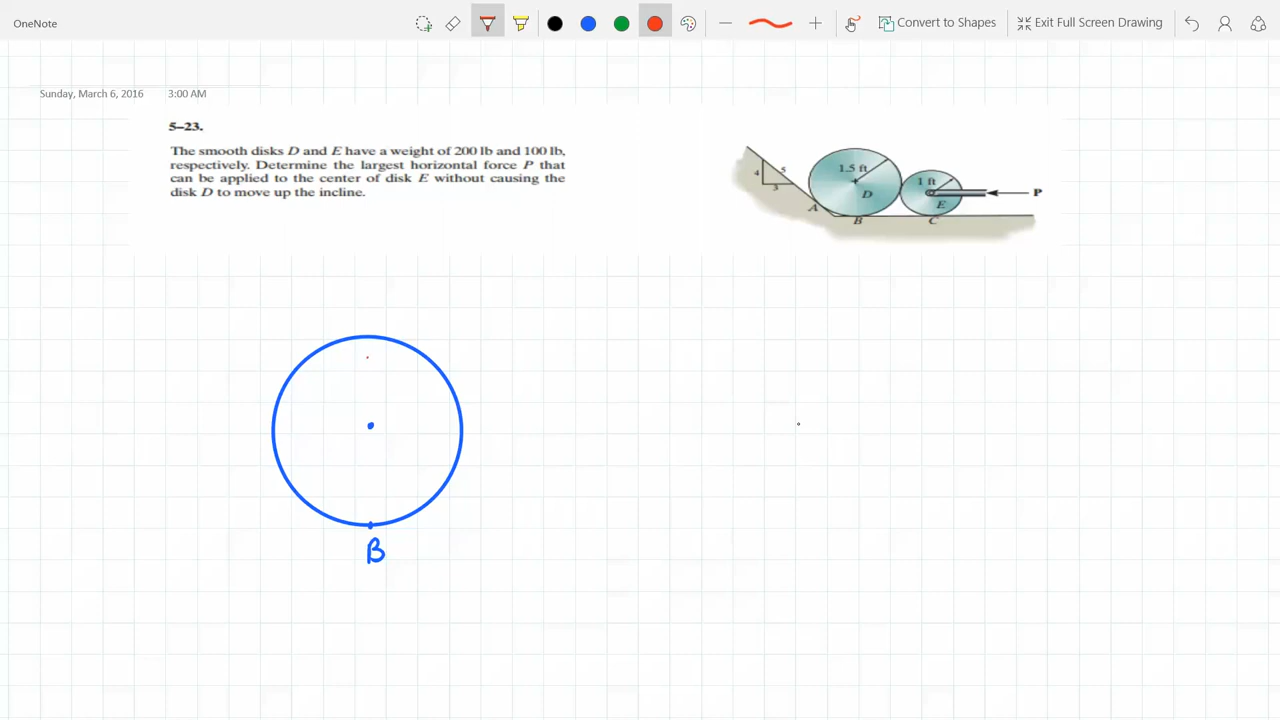 OneNote
Convert to Shapes
Exit Full Screen Drawing
Sunday, March 6, 2016 3:00 AM
5–23.
The smooth disks D and E have a weight of 200 lb and 100 lb,
respectively. Determine the largest horizontal force P that
can be applied to the center of disk E without causing the
disk D to move up the incline.
4
5
3
1.5 ft
D
A
B
1 ft
E
C
P
B